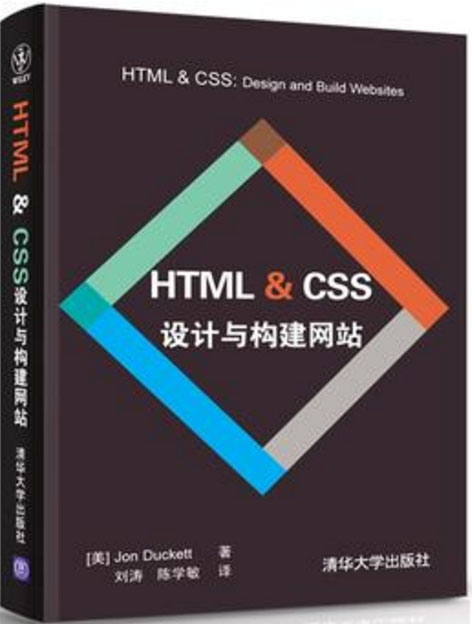 HTML & CSS: Design and Build Websites
HTML & CSS
设计与构建网站
[美] Jon Duckett 著
刘涛 陈学敏 译
清华大学出版社
WILEY
HTML & CSS设计与构建网站
清华大学出版社